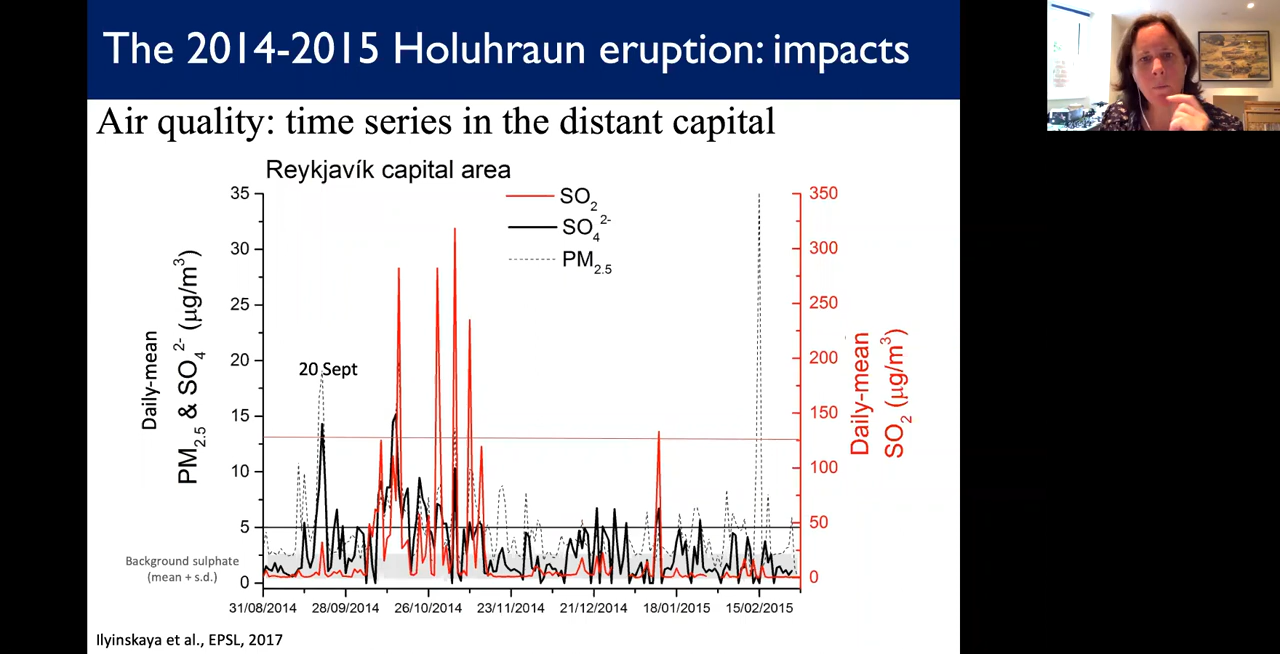 The 2014-2015 Holuhraun eruption: impacts
Air quality: time series in the distant capital
Reykjavík capital area
SO2
SO4 2-
PM2.5
35
30
25
20
15
10
5
0
350
300
250
200
150
100
50
0
Daily-mean
PM2.5 & SO4 2- (µg/m3)
Daily-mean
SO2 (µg/m3)
20 Sept
Background sulphate
(mean + s.d.)
31/08/2014 28/09/2014 26/10/2014 23/11/2014 21/12/2014 18/01/2015 15/02/2015
Ilyinskaya et al., EPSL, 2017